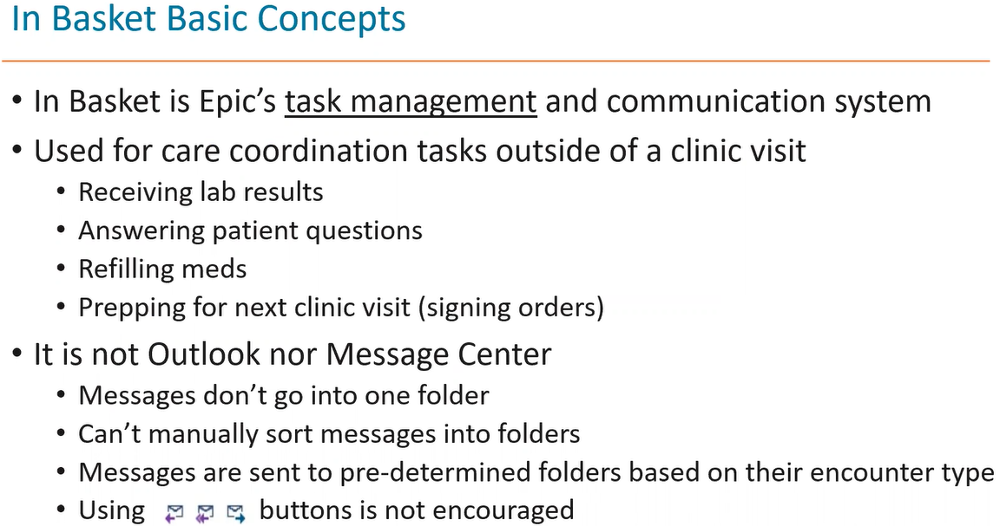 In Basket Basic Concepts
• In Basket is Epic’s task management and communication system
• Used for care coordination tasks outside of a clinic visit
• Receiving lab results
• Answering patient questions
• Refilling meds
• Prepping for next clinic visit (signing orders)
• It is not Outlook nor Message Center
• Messages don’t go into one folder
• Can’t manually sort messages into folders
• Messages are sent to pre-determined folders based on their encounter type
• Using buttons is not encouraged